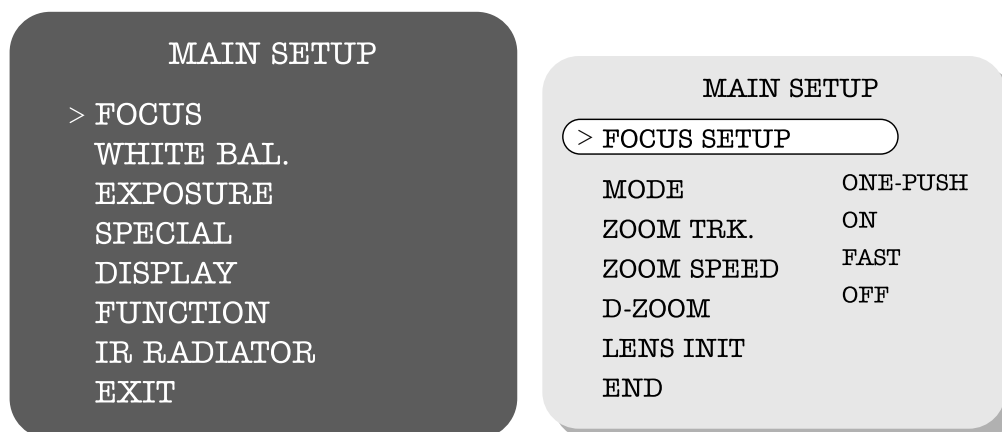 MAIN SETUP
> FOCUS
WHITE BAL.
EXPOSURE
SPECIAL
DISPLAY
FUNCTION
IR RADIATOR
EXIT
MAIN SETUP
> FOCUS SETUP
MODE ONE-PUSH
ZOOM TRK. ON
ZOOM SPEED FAST
D-ZOOM OFF
LENS INIT
END